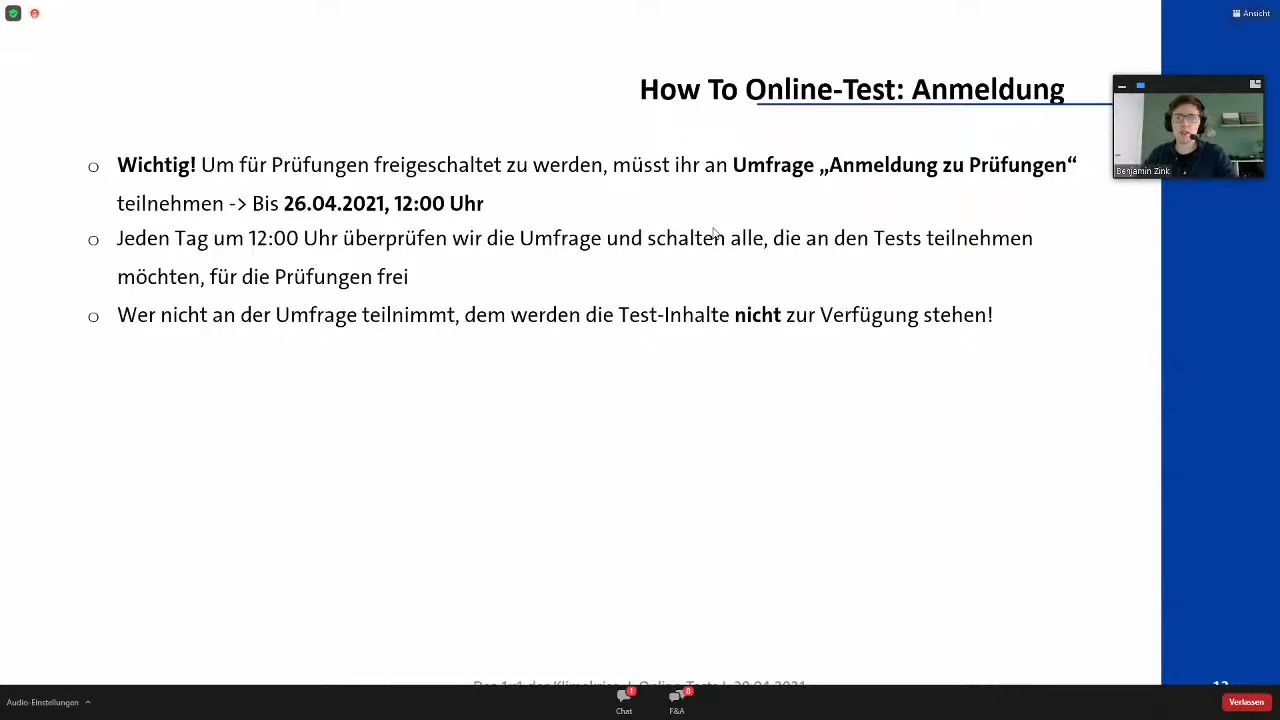 Ansicht
How To Online-Test: Anmeldung
Benjamin Zink
o Wichtig! Um für Prüfungen freigeschaltet zu werden, müsst ihr an Umfrage „Anmeldung zu Prüfungen“
teilnehmen -> Bis 26.04.2021, 12:00 Uhr
o Jeden Tag um 12:00 Uhr überprüfen wir die Umfrage und schalten alle, die an den Tests teilnehmen
möchten, für die Prüfungen frei
o Wer nicht an der Umfrage teilnimmt, dem werden die Test-Inhalte nicht zur Verfügung stehen!
Audio-Einstellungen
1
Chat
8
F&A
Verlassen